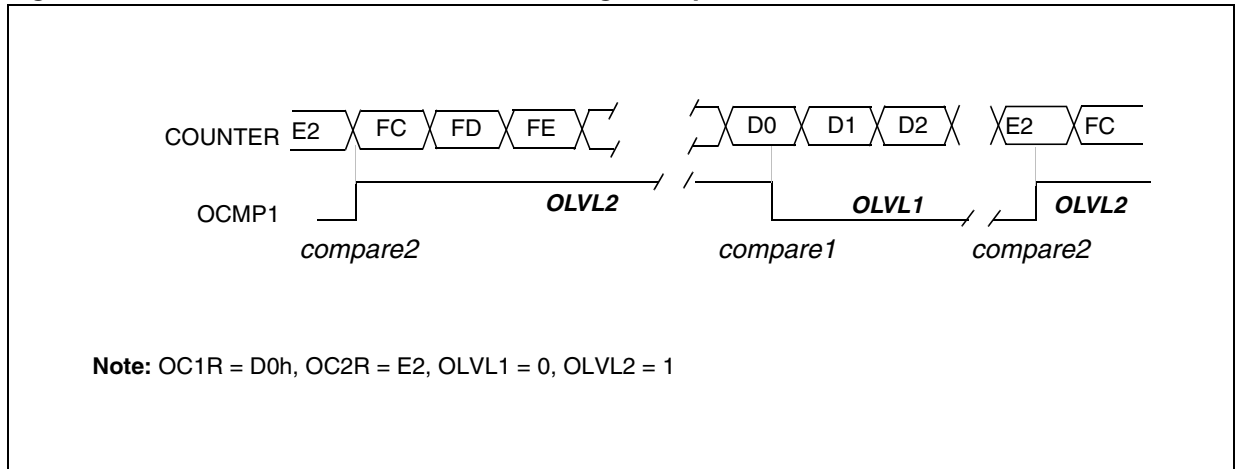 COUNTER E2 FC FD FE D0 D1 D2 E2 FC
OCMP1 OLVL2 OLVL1 OLVL2
compare2 compare1 compare2
Note: OC1R = D0h, OC2R = E2, OLVL1 = 0, OLVL2 = 1